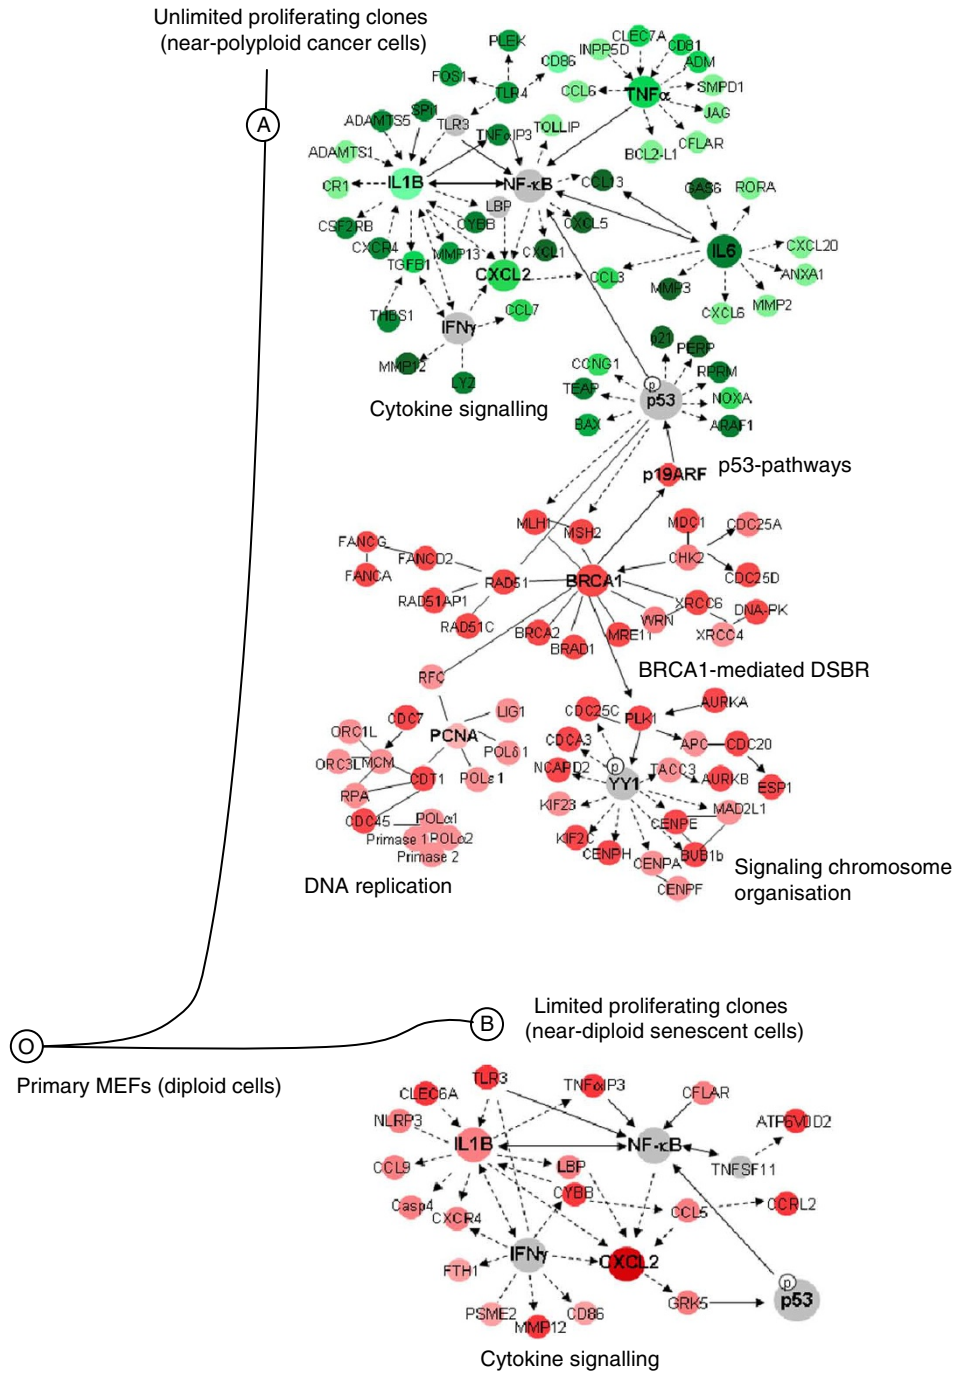 Unlimited proliferating clones
(near-polyploid cancer cells)
A
PLEK
CLEC7A
INPP5D
CD81
CD86
ADM
FOS1
TLR4
CCL6
TNFα
SMPD1
SPi1
JAG
ADAMTS5
TLR3
TNFαIP3
TOLLIP
CFLAR
ADAMTS1
BCL2-L1
CR1
IL1B
NF-κB
CCL13
GAS6
RORA
LBP
CSF2RB
CYBB
CXCL5
CXCR4
MMP13
CXCL1
IL6
CXCL20
TGFB1
CXCL2
CCL3
ANXA1
MMP3
MMP2
THBS1
IFNγ
CCL7
CXCL6
p21
PERP
MMP12
CCNG1
LYZ
TEAP
RPRM
p
p53
NOXA
Cytokine signalling
BAX
ARAF1
p19ARF
p53-pathways
MLH1
MSH2
MDC1
CDC25A
FANCG
FANCD2
CHK2
FANCA
RAD51
BRCA1
CDC25D
RAD51AP1
XRCC6
DNA-PK
RAD51C
BRCA2
MRE11
WRN
XRCC4
BRAD1
BRCA1-mediated DSBR
RFC
CDC25C
AURKA
CDC7
LIG1
PLK1
ORC1L
PCNA
CDCA3
APC
CDC20
ORC3L
MCM
POLδ1
NCAPD2
p
TACC3
AURKB
CDT1
POLε1
YY1
ESP1
RPA
KIF23
MAD2L1
CDC45
POLα1
CENPE
Primase 1
POLα2
KIF2C
CENPH
BUB1b
Primase 2
CENPA
Signaling chromosome
organisation
DNA replication
CENPF
Limited proliferating clones
(near-diploid senescent cells)
B
O
Primary MEFs (diploid cells)
TLR3
CLEC6A
TNFαIP3
CFLAR
NLRP3
ATP6V0D2
IL1B
NF-κB
CCL9
LBP
TNFSF11
CYBB
Casp4
CXCR4
CCL5
CCRL2
IFNγ
CXCL2
FTH1
p
GRK5
p53
PSME2
CD86
MMP12
Cytokine signalling